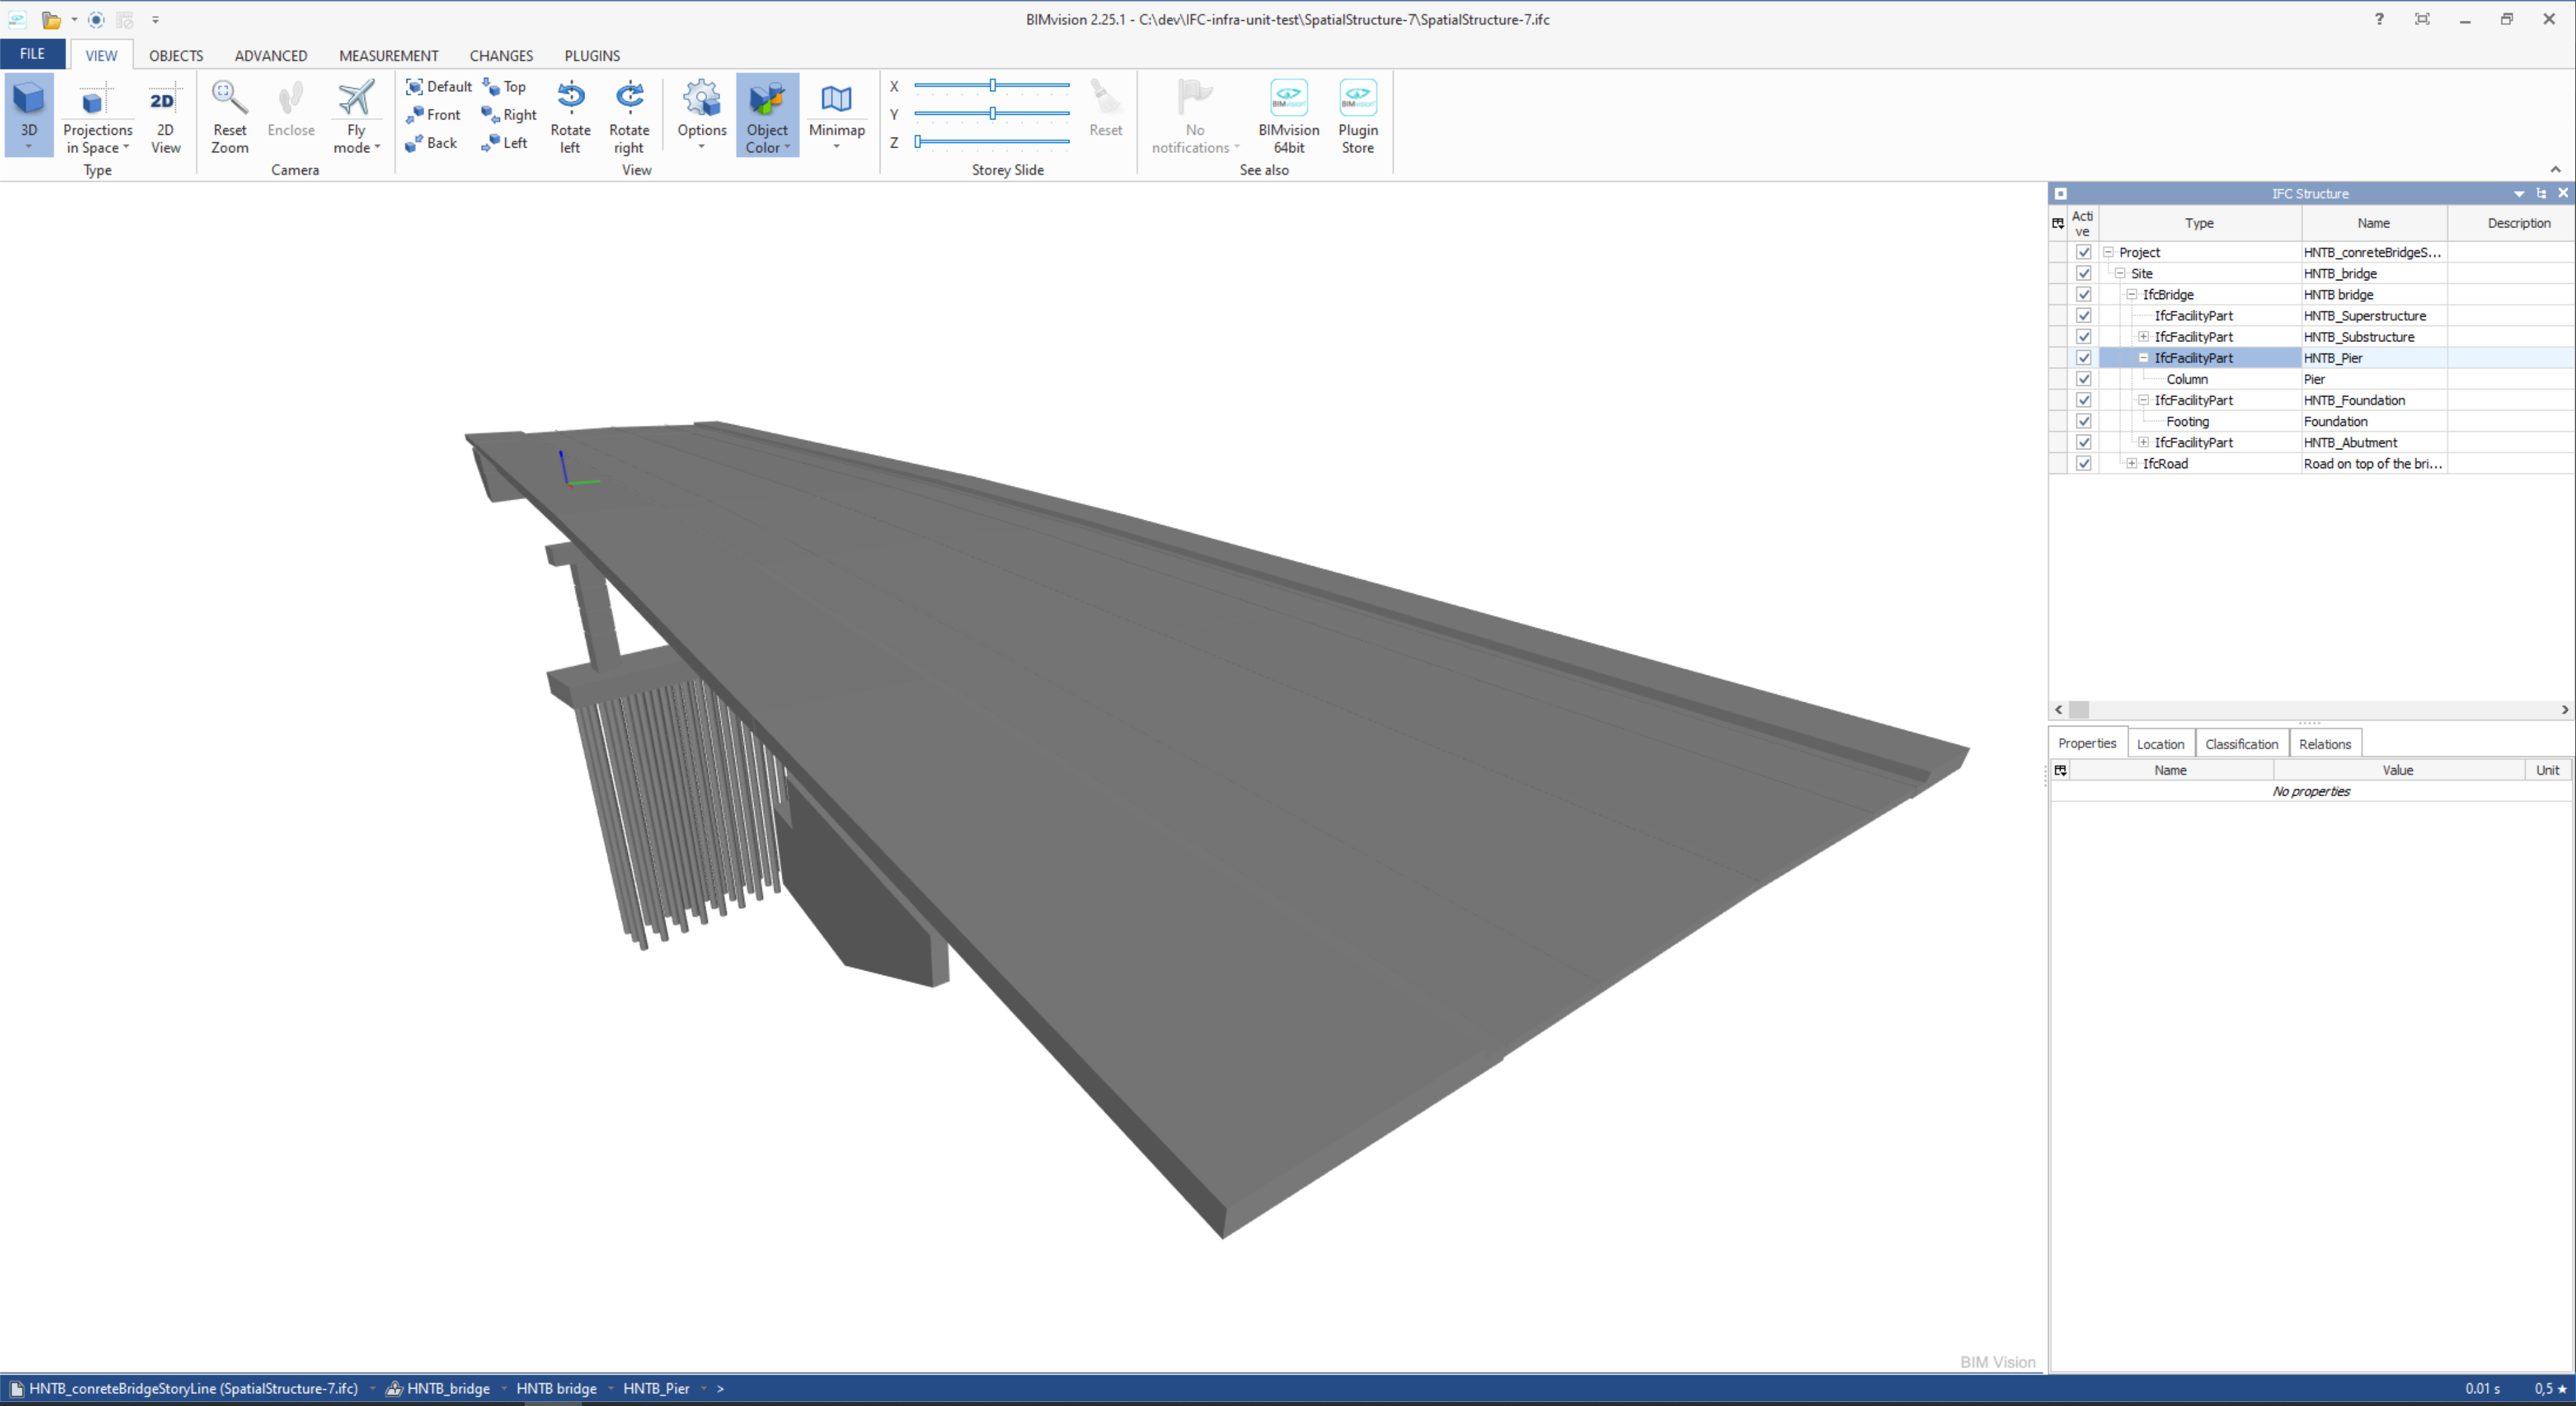 BIMvision 2.25.1 - C:\dev\IFC-infra-unit-test\SpatialStructure-7\SpatialStructure-7.ifc
FILE VIEW OBJECTS ADVANCED MEASUREMENT CHANGES PLUGINS
3D
Projections in Space
2D
2D View
Type
Reset Zoom
Enclose
Fly mode
Camera
Default
Front
Back
Top
Right
Left
Rotate left
Rotate right
Options
Object Color
Minimap
View
X
Y
Z
Reset
Storey Slide
No notifications
BIMvision
BIMvision 64bit
BIMvision
Plugin Store
See also
IFC Structure
Active Type Name Description
Project HNTB_conreteBridgeS...
Site HNTB_bridge
IfcBridge HNTB bridge
IfcFacilityPart HNTB_Superstructure
IfcFacilityPart HNTB_Substructure
IfcFacilityPart HNTB_Pier
Column Pier
IfcFacilityPart HNTB_Foundation
Footing Foundation
IfcFacilityPart HNTB_Abutment
IfcRoad Road on top of the bri...
Properties Location Classification Relations
Name Value Unit
No properties
BIM Vision
HNTB_conreteBridgeStoryLine (SpatialStructure-7.ifc) HNTB_bridge HNTB bridge HNTB_Pier >
0.01 s 0,5 ★